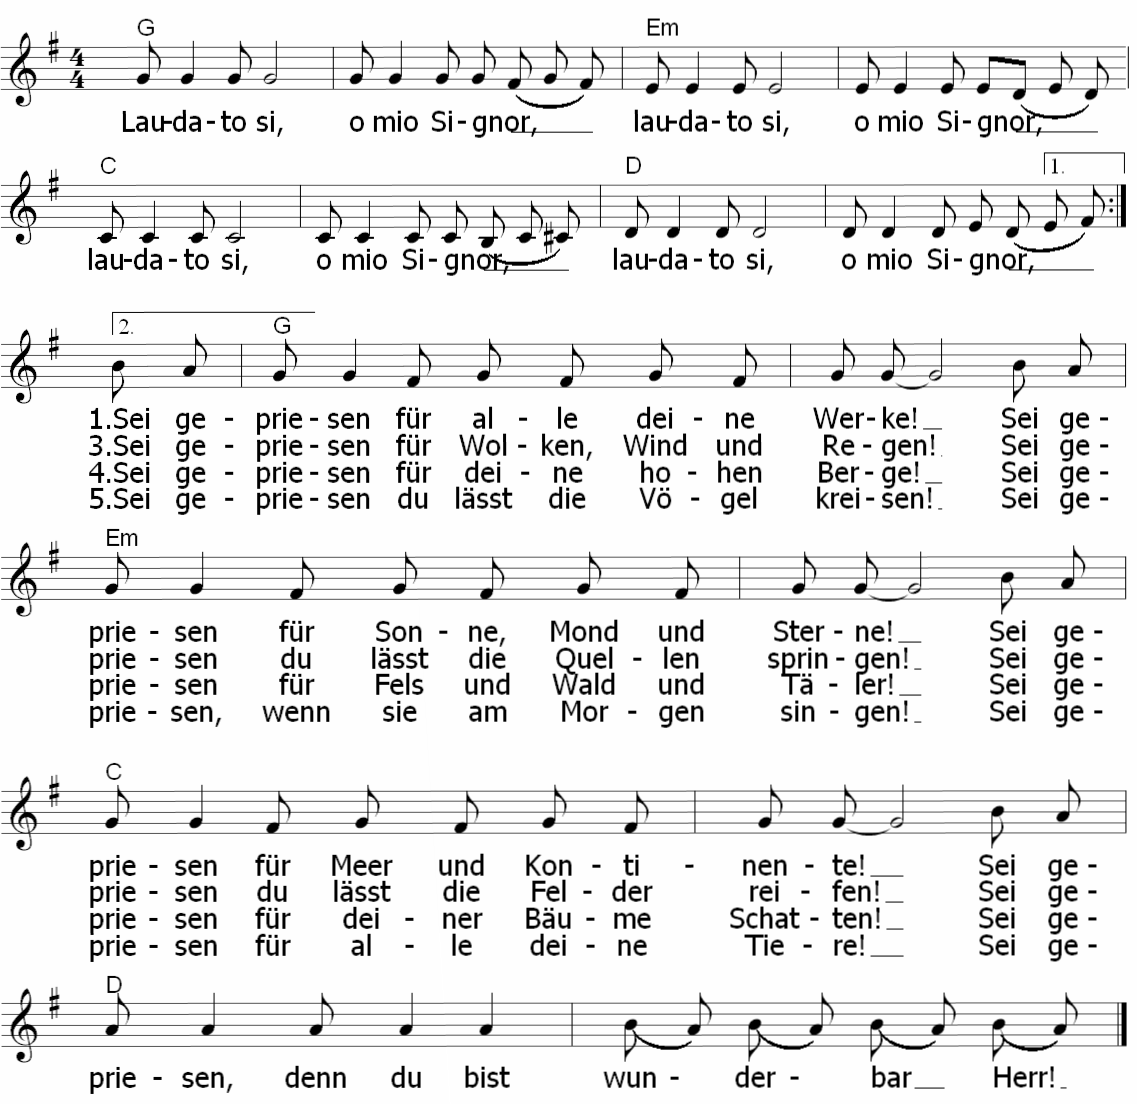 G Em
4 4
Lau-da-to si, o mio Si-gnor,__ lau-da-to si, o mio Si-gnor,__
C D 1.
lau-da-to si, o mio Si-gnor,__ lau-da-to si, o mio Si-gnor,__
2. G
1.Sei ge - prie - sen für al - le dei - ne Wer - ke! _ Sei ge -
3.Sei ge - prie - sen für Wol - ken, Wind und Re - gen! _ Sei ge -
4.Sei ge - prie - sen für dei - ne ho - hen Ber - ge! _ Sei ge -
5.Sei ge - prie - sen du lässt die Vö - gel krei - sen! _ Sei ge -
Em
prie - sen für Son - ne, Mond und Ster - ne! _ Sei ge -
prie - sen du lässt die Quel - len sprin - gen! _ Sei ge -
prie - sen für Fels und Wald und Tä - ler! _ Sei ge -
prie - sen, wenn sie am Mor - gen sin - gen! _ Sei ge -
C
prie - sen für Meer und Kon - ti - nen - te! __ Sei ge -
prie - sen du lässt die Fel - der rei - fen! _ Sei ge -
prie - sen für dei - ner Bäu - me Schat - ten! _ Sei ge -
prie - sen für al - le dei - ne Tie - re! __ Sei ge -
D
prie - sen, denn du bist wun - der - bar __ Herr! _